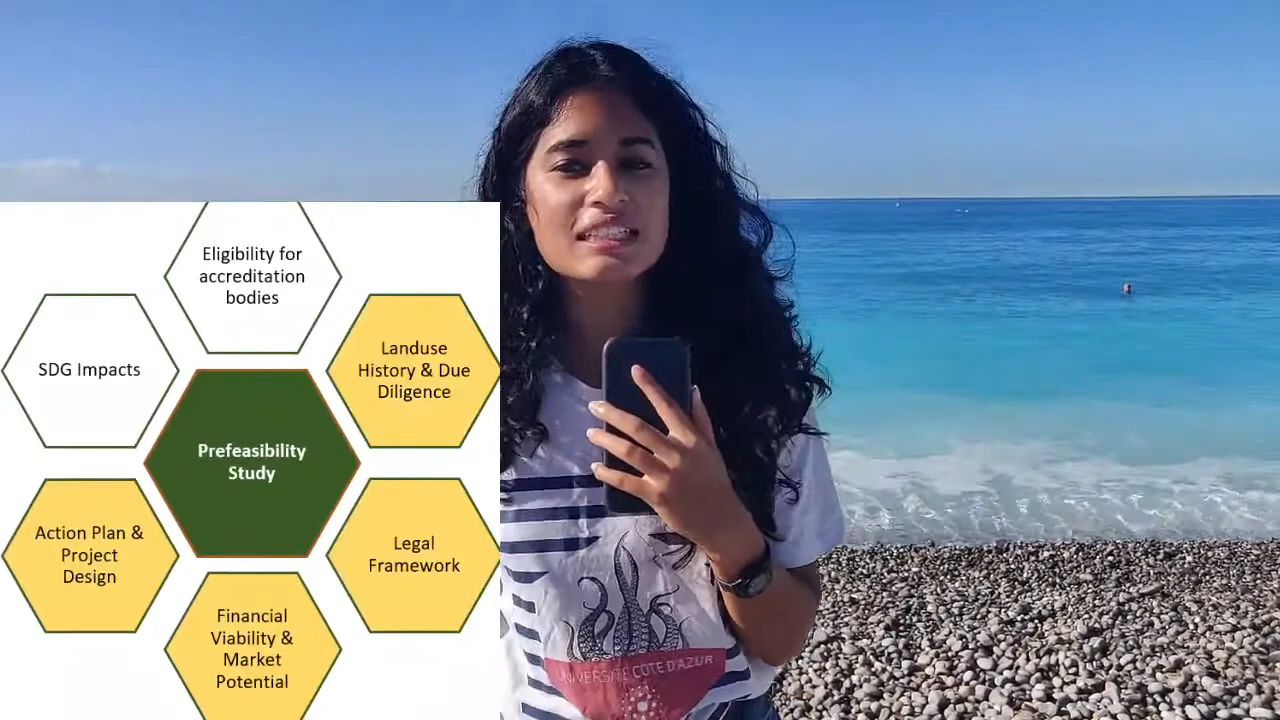 Eligibility for
accreditation
bodies
SDG Impacts
Landuse
History & Due
Diligence
Prefeasibility
Study
Action Plan &
Project
Design
Legal
Framework
Financial
Viability &
Market
Potential
UNIVERSITÉ CÔTE D'AZUR